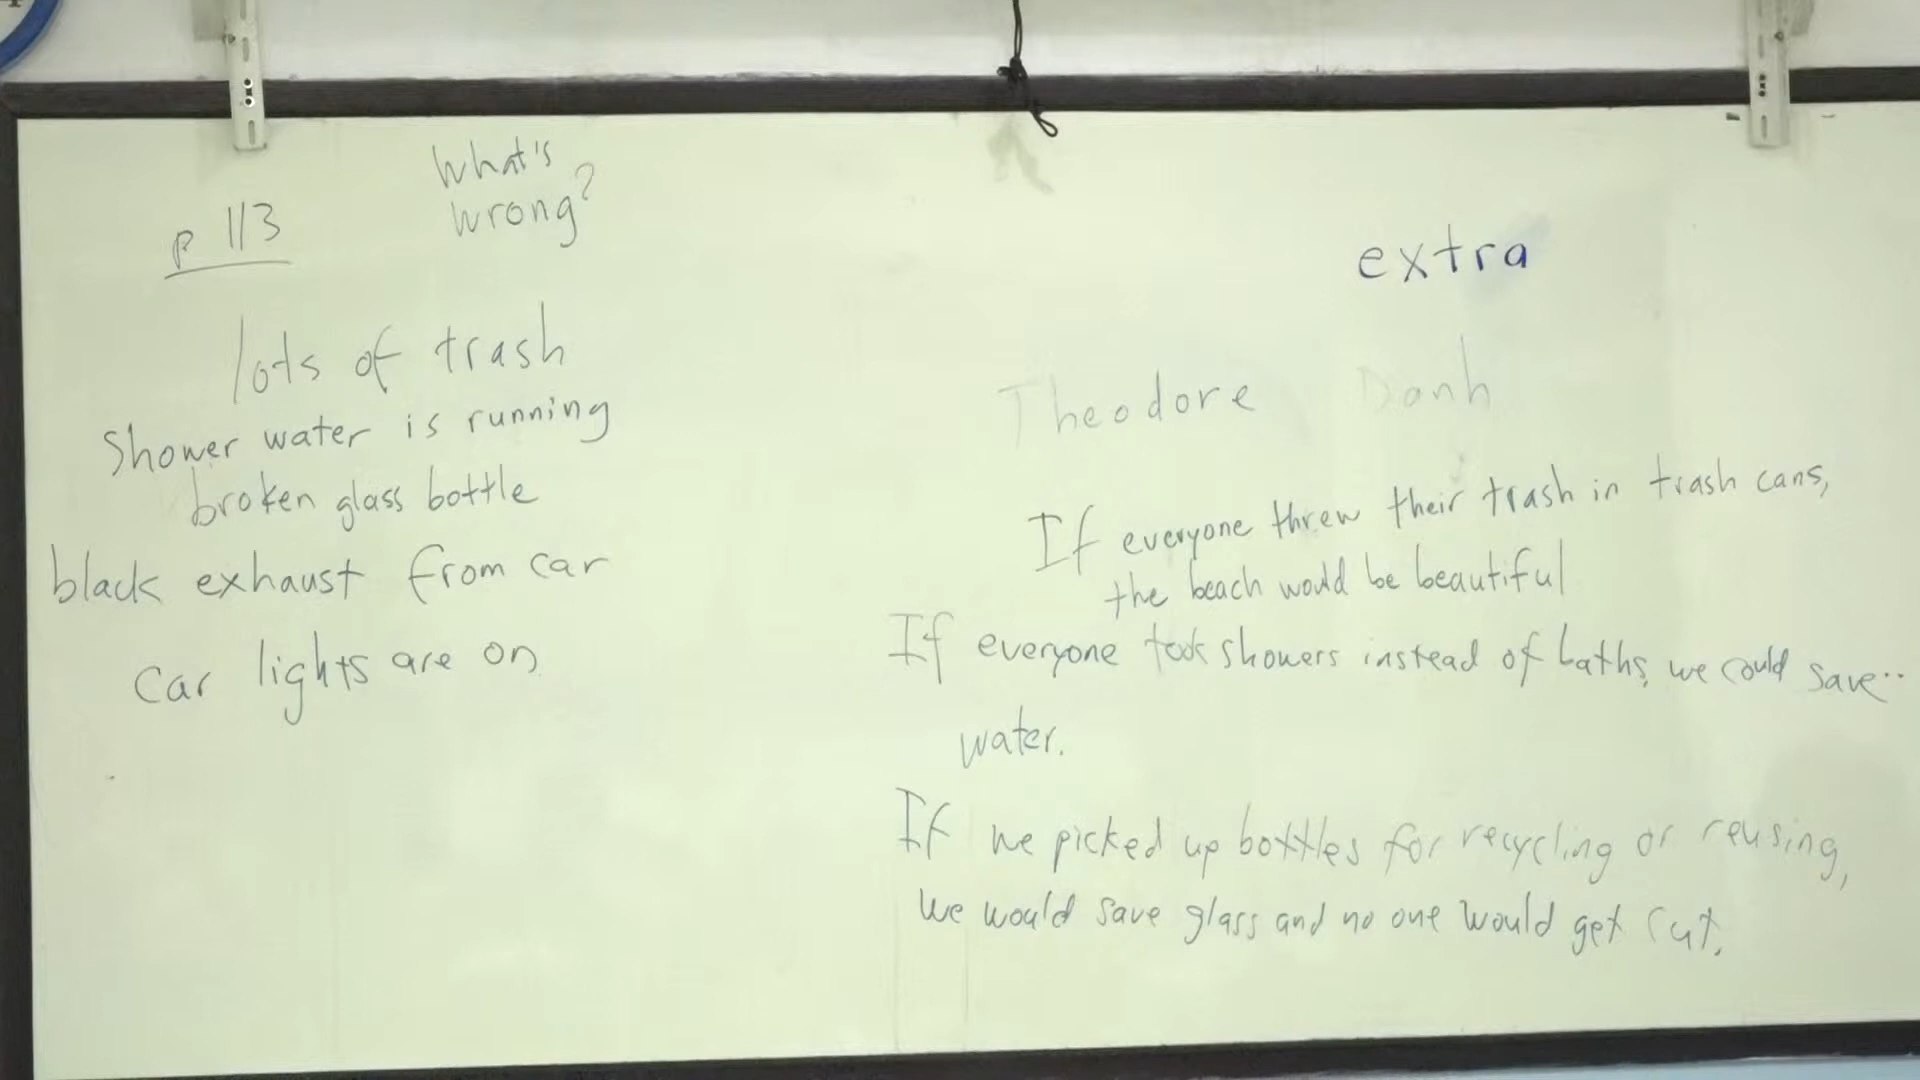 What's
wrong?
p 113
lots of trash
Shower water is running
broken glass bottle
black exhaust from car
car lights are on
extra
Theodore Danh
If everyone threw their trash in trash cans,
the beach would be beautiful
If everyone took showers instead of baths, we could save..
water.
If we picked up bottles for recycling or reusing,
we would save glass and no one would get cut.